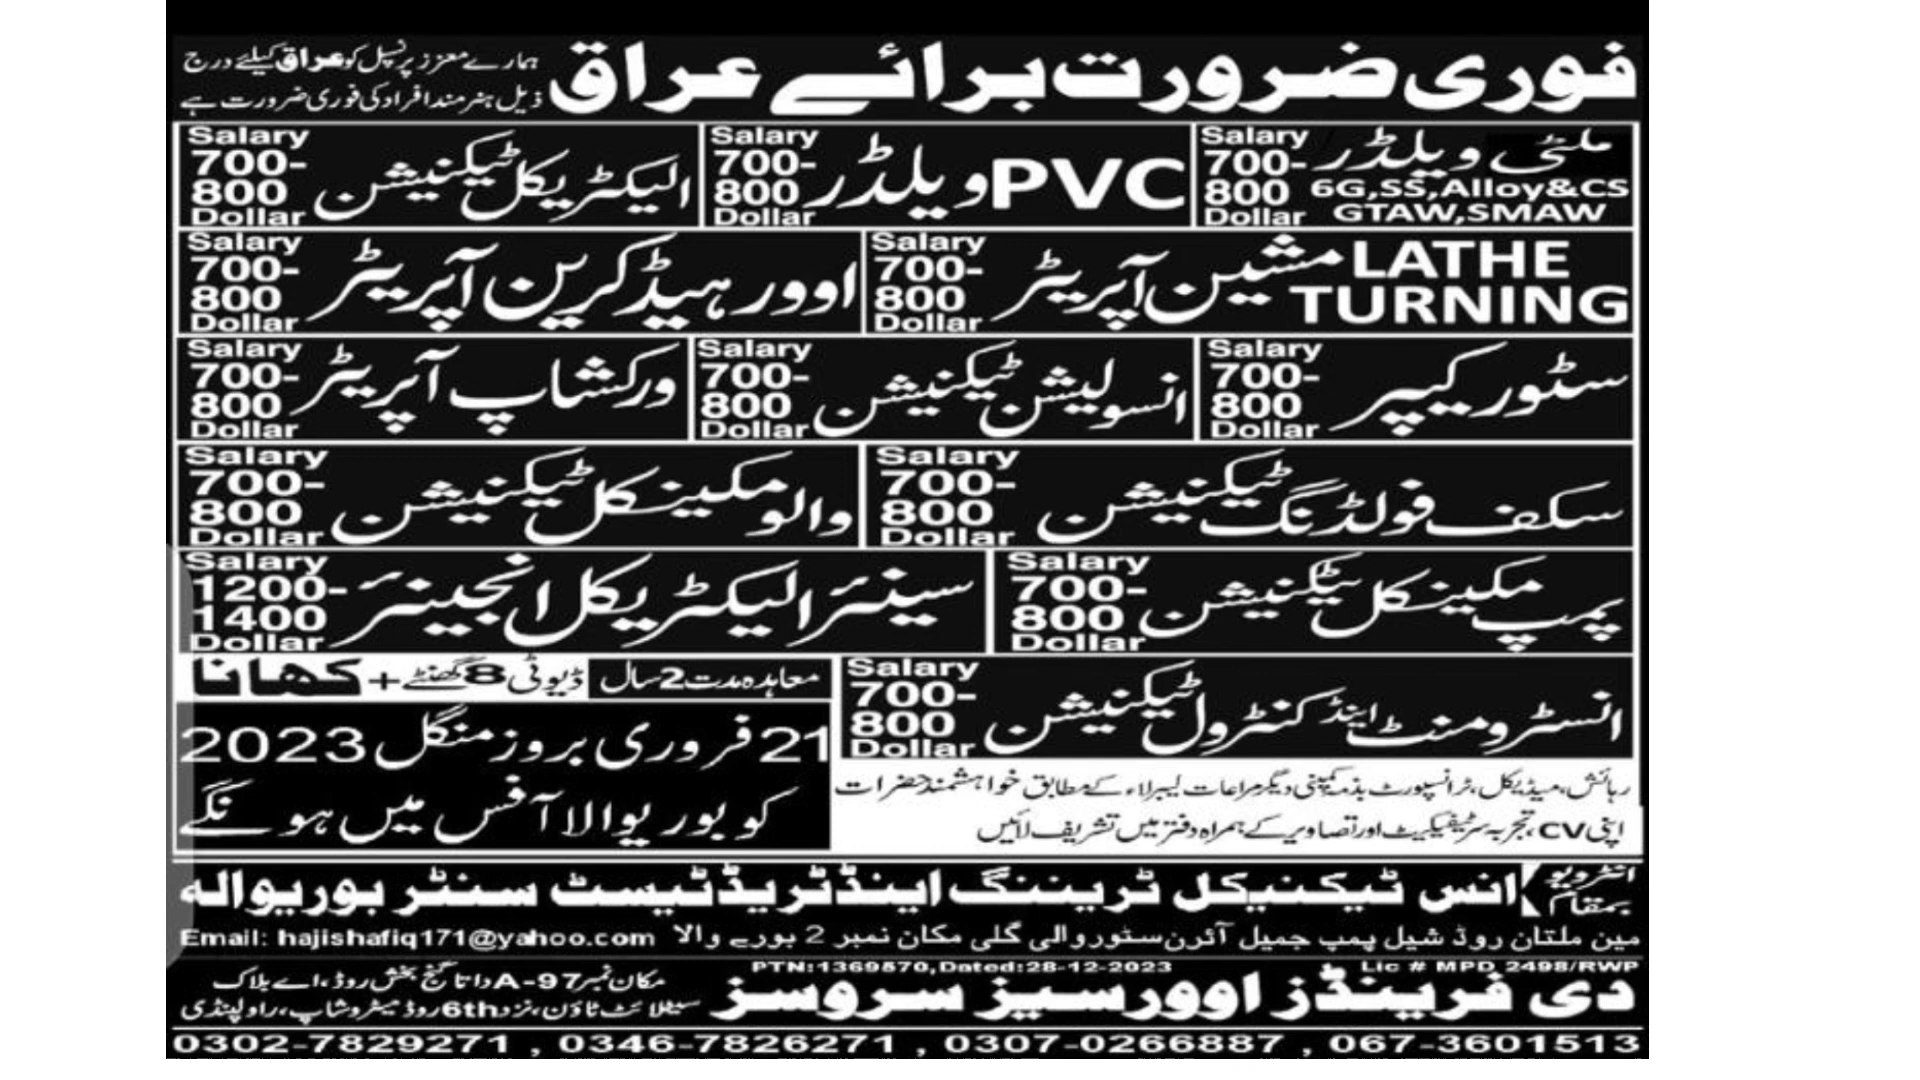 فوری ضرورت برائے عراق
ہمارے معزز پرنسپل کو عراق کیلئے درج
ذیل ہنرمند افراد کی فوری ضرورت ہے
ملٹی ویلڈر
6G,SS,Alloy&CS
GTAW,SMAW
Salary
700-
800
Dollar
PVC ویلڈر
Salary
700-
800
Dollar
الیکٹریکل ٹیکنیشن
Salary
700-
800
Dollar
LATHE
TURNING مشین آپریٹر
Salary
700-
800
Dollar
اوور ہیڈ کرین آپریٹر
Salary
700-
800
Dollar
سٹور کیپر
Salary
700-
800
Dollar
انسولیشن ٹیکنیشن
Salary
700-
800
Dollar
ورکشاپ آپریٹر
Salary
700-
800
Dollar
سکف فولڈنگ ٹیکنیشن
Salary
700-
800
Dollar
والو مکینکل ٹیکنیشن
Salary
700-
800
Dollar
پمپ مکینکل ٹیکنیشن
Salary
700-
800
Dollar
سینئر الیکٹریکل انجینئر
Salary
1200-
1400
Dollar
انسٹرومنٹ اینڈ کنٹرول ٹیکنیشن
Salary
700-
800
Dollar
معاہدہ مدت 2 سال
ڈیوٹی 8 گھنٹے + کھانا
21 فروری بروز منگل 2023
کو بوریوالا آفس میں ہونگے
رہائش، میڈیکل، ٹرانسپورٹ بذمہ کمپنی دیگر مراعات لیبر لاء کے مطابق خواہشمند حضرات
اپنی CV، تجربہ سرٹیفکیٹ اور تصاویر کے ہمراہ دفتر میں تشریف لائیں
انٹرویو بمقام
انس ٹیکنیکل ٹریننگ اینڈ ٹریڈ ٹیسٹ سنٹر بوریوالہ
مین ملتان روڈ شیل پمپ جمیل آئرن سٹور والی گلی مکان نمبر 2 بورے والا Email: hajishafiq171@yahoo.com
PTN:1369570,Dated:28-12-2023 Lic # MPD 2498/RWP
دی فرینڈز اوورسیز سروسز
مکان نمبر A-97 داتا گنج بخش روڈ، اے بلاک
سیٹلائٹ ٹاؤن، نزد 6th روڈ میٹرو شاپ، راولپنڈی
0302-7829271 , 0346-7826271 , 0307-0266887 , 067-3601513